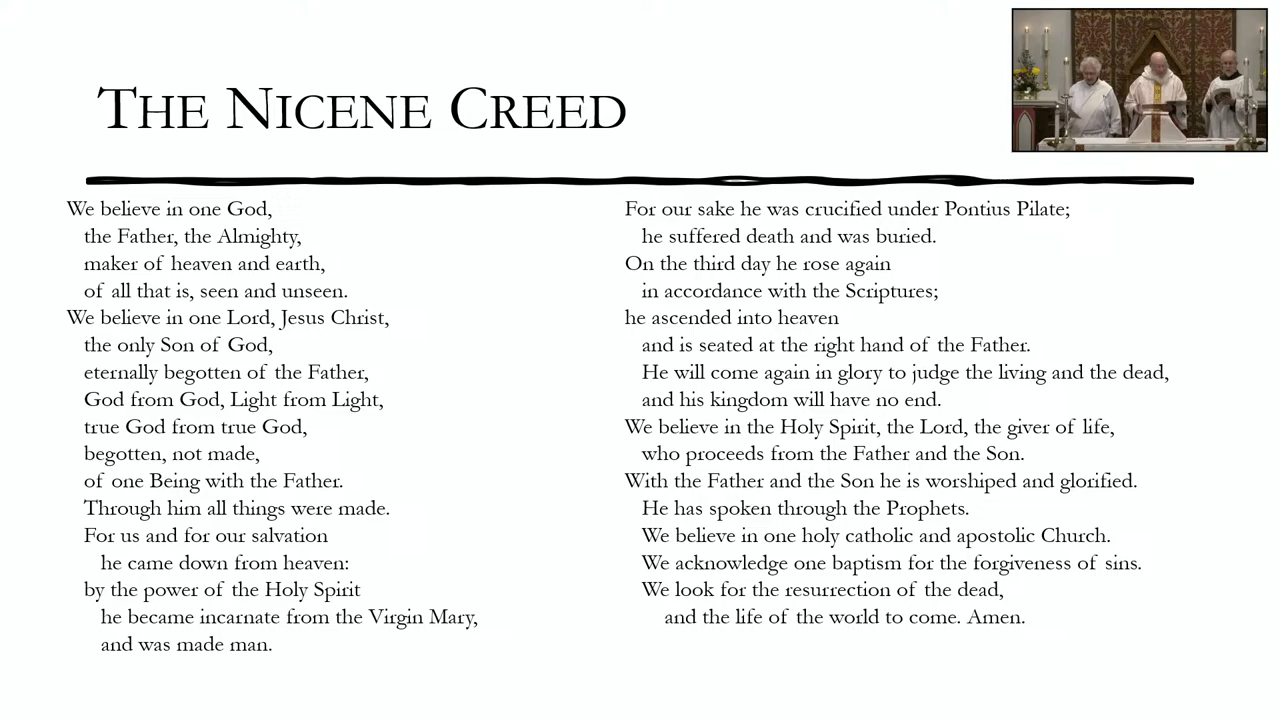 THE NICENE CREED
We believe in one God,
the Father, the Almighty,
maker of heaven and earth,
of all that is, seen and unseen.
We believe in one Lord, Jesus Christ,
the only Son of God,
eternally begotten of the Father,
God from God, Light from Light,
true God from true God,
begotten, not made,
of one Being with the Father.
Through him all things were made.
For us and for our salvation
he came down from heaven:
by the power of the Holy Spirit
he became incarnate from the Virgin Mary,
and was made man.
For our sake he was crucified under Pontius Pilate;
he suffered death and was buried.
On the third day he rose again
in accordance with the Scriptures;
he ascended into heaven
and is seated at the right hand of the Father.
He will come again in glory to judge the living and the dead,
and his kingdom will have no end.
We believe in the Holy Spirit, the Lord, the giver of life,
who proceeds from the Father and the Son.
With the Father and the Son he is worshiped and glorified.
He has spoken through the Prophets.
We believe in one holy catholic and apostolic Church.
We acknowledge one baptism for the forgiveness of sins.
We look for the resurrection of the dead,
and the life of the world to come. Amen.